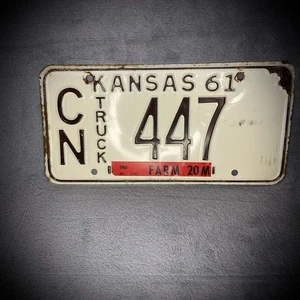 KANSAS 61
CN
TRUCK
447
FARM 20M